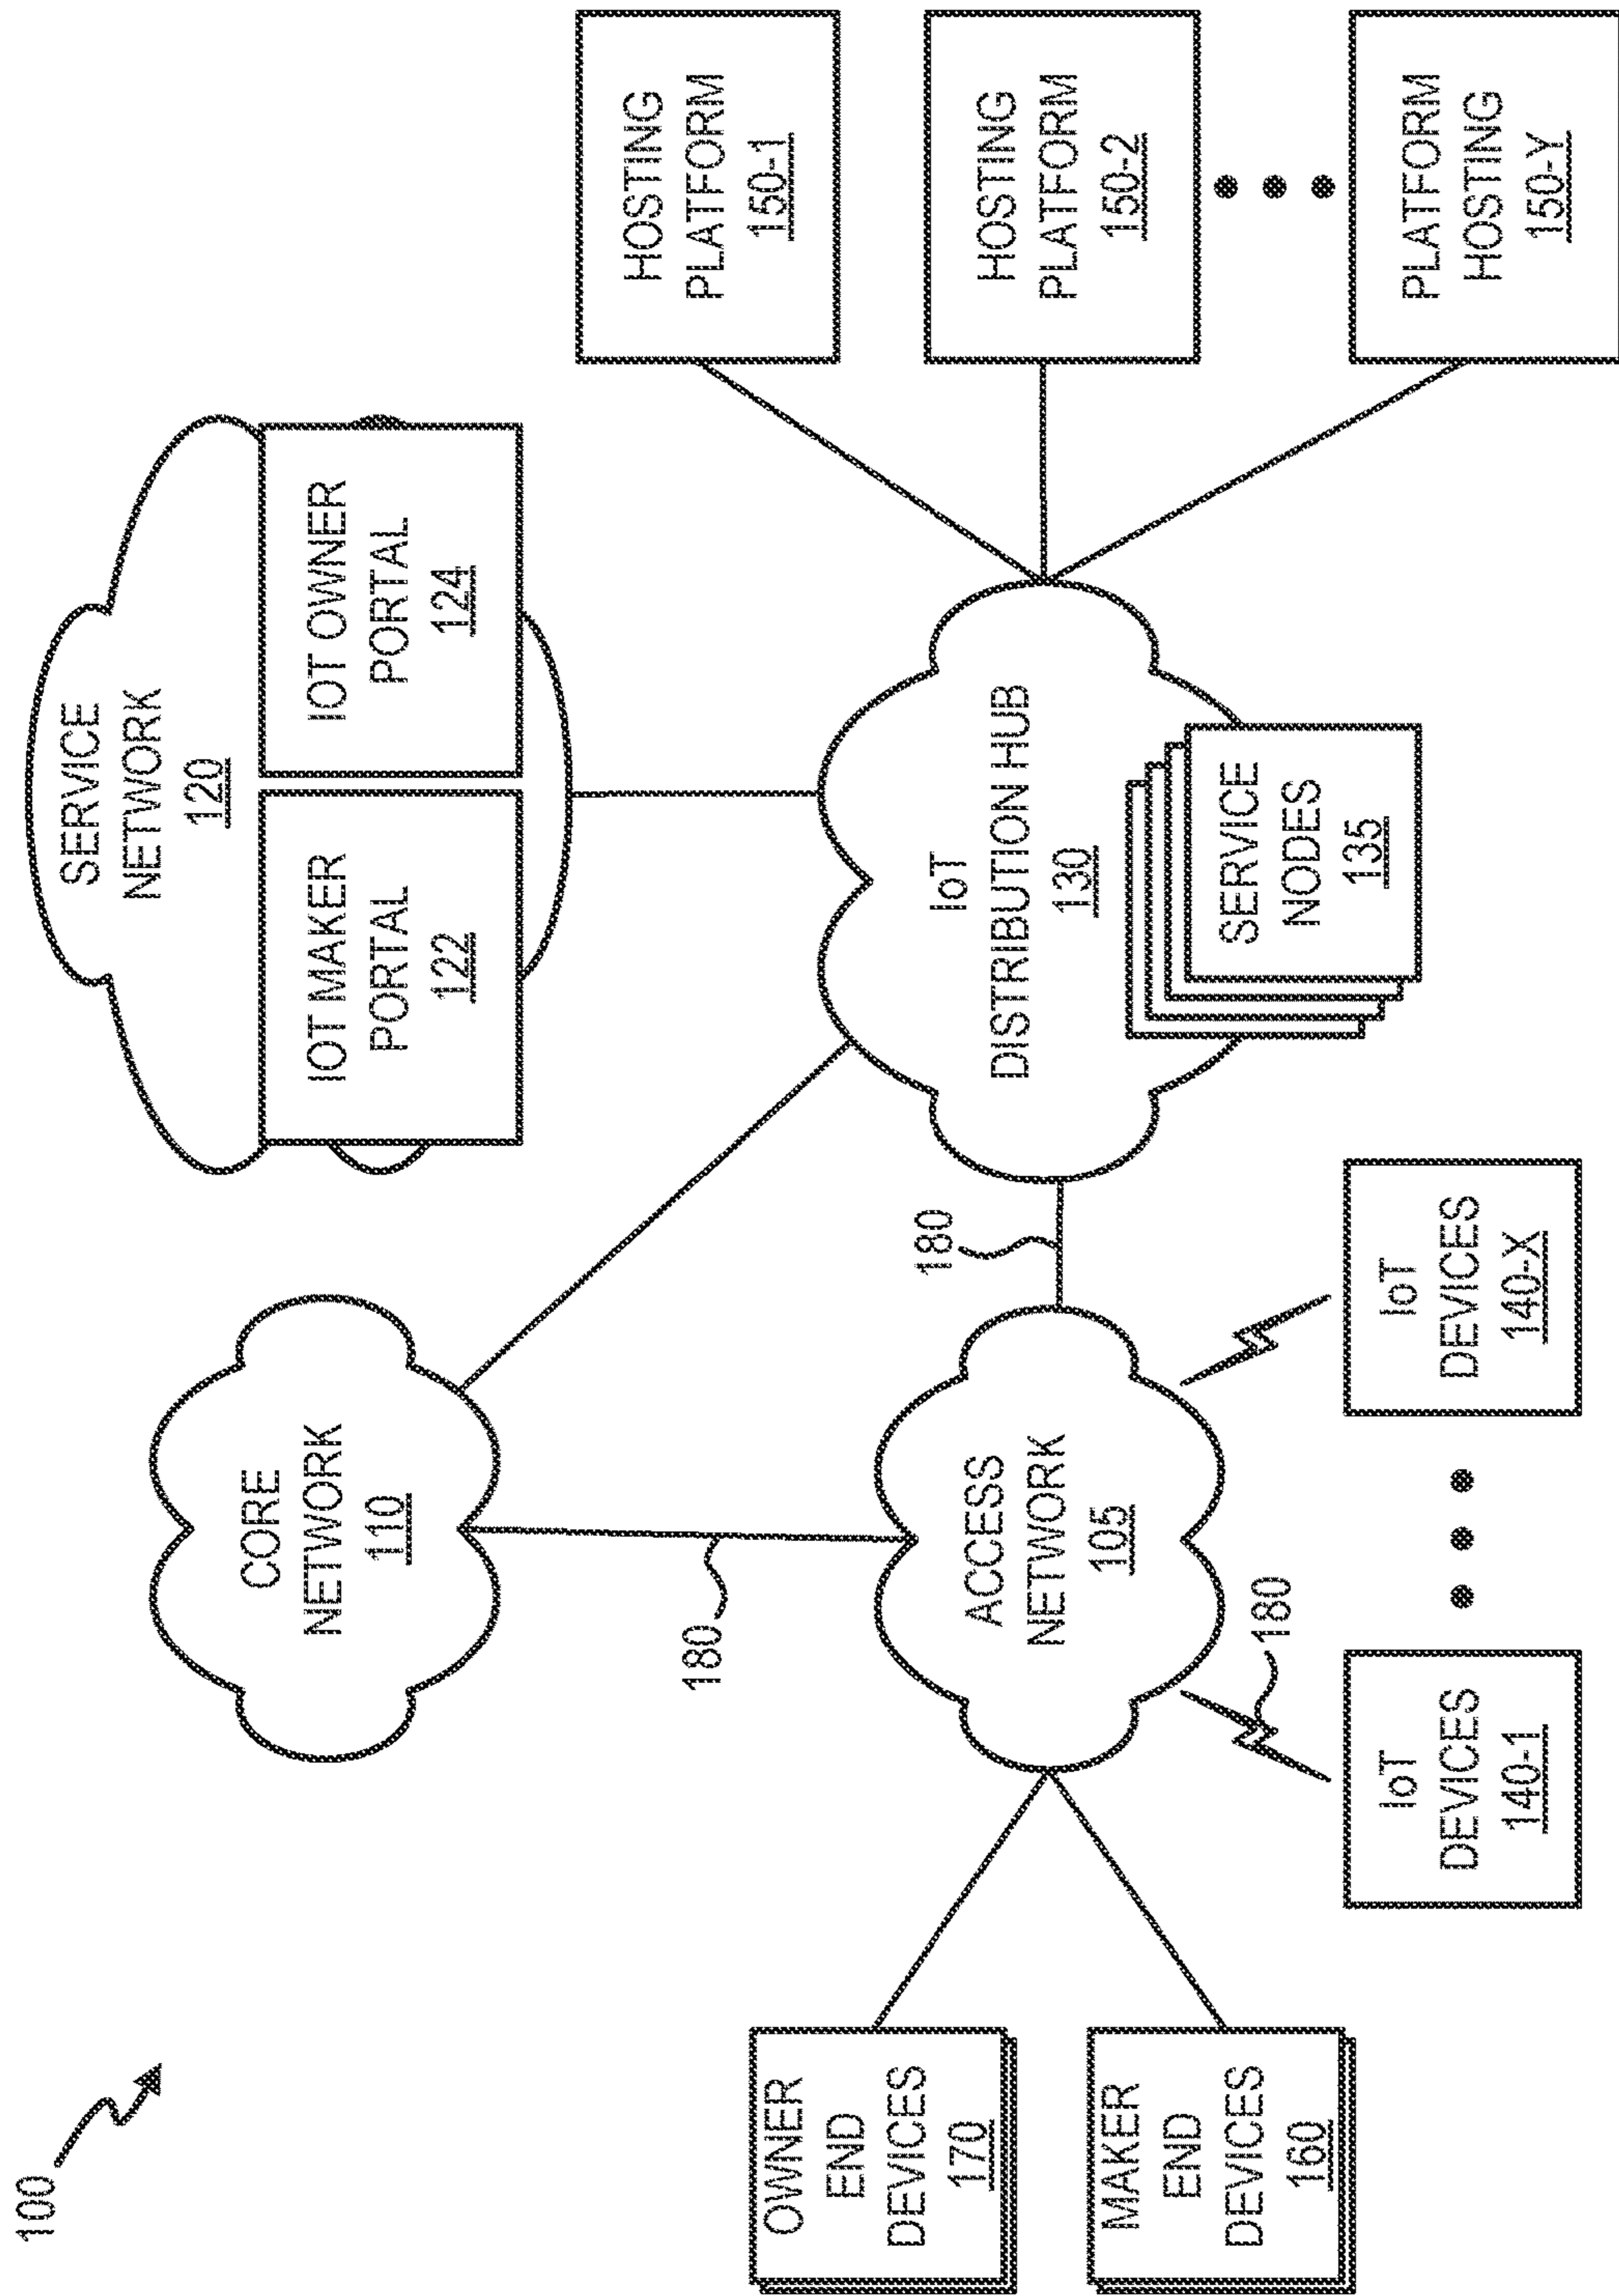 100
CORE
NETWORK
110
SERVICE
NETWORK
120
IOT MAKER
PORTAL
122
IOT OWNER
PORTAL
124
180
180
OWNER
END
DEVICES
170
MAKER
END
DEVICES
160
ACCESS
NETWORK
105
IoT
DISTRIBUTION HUB
130
SERVICE
NODES
135
HOSTING
PLATFORM
150-1
HOSTING
PLATFORM
150-2
PLATFORM
HOSTING
150-Y
180
IoT
DEVICES
140-1
IoT
DEVICES
140-X